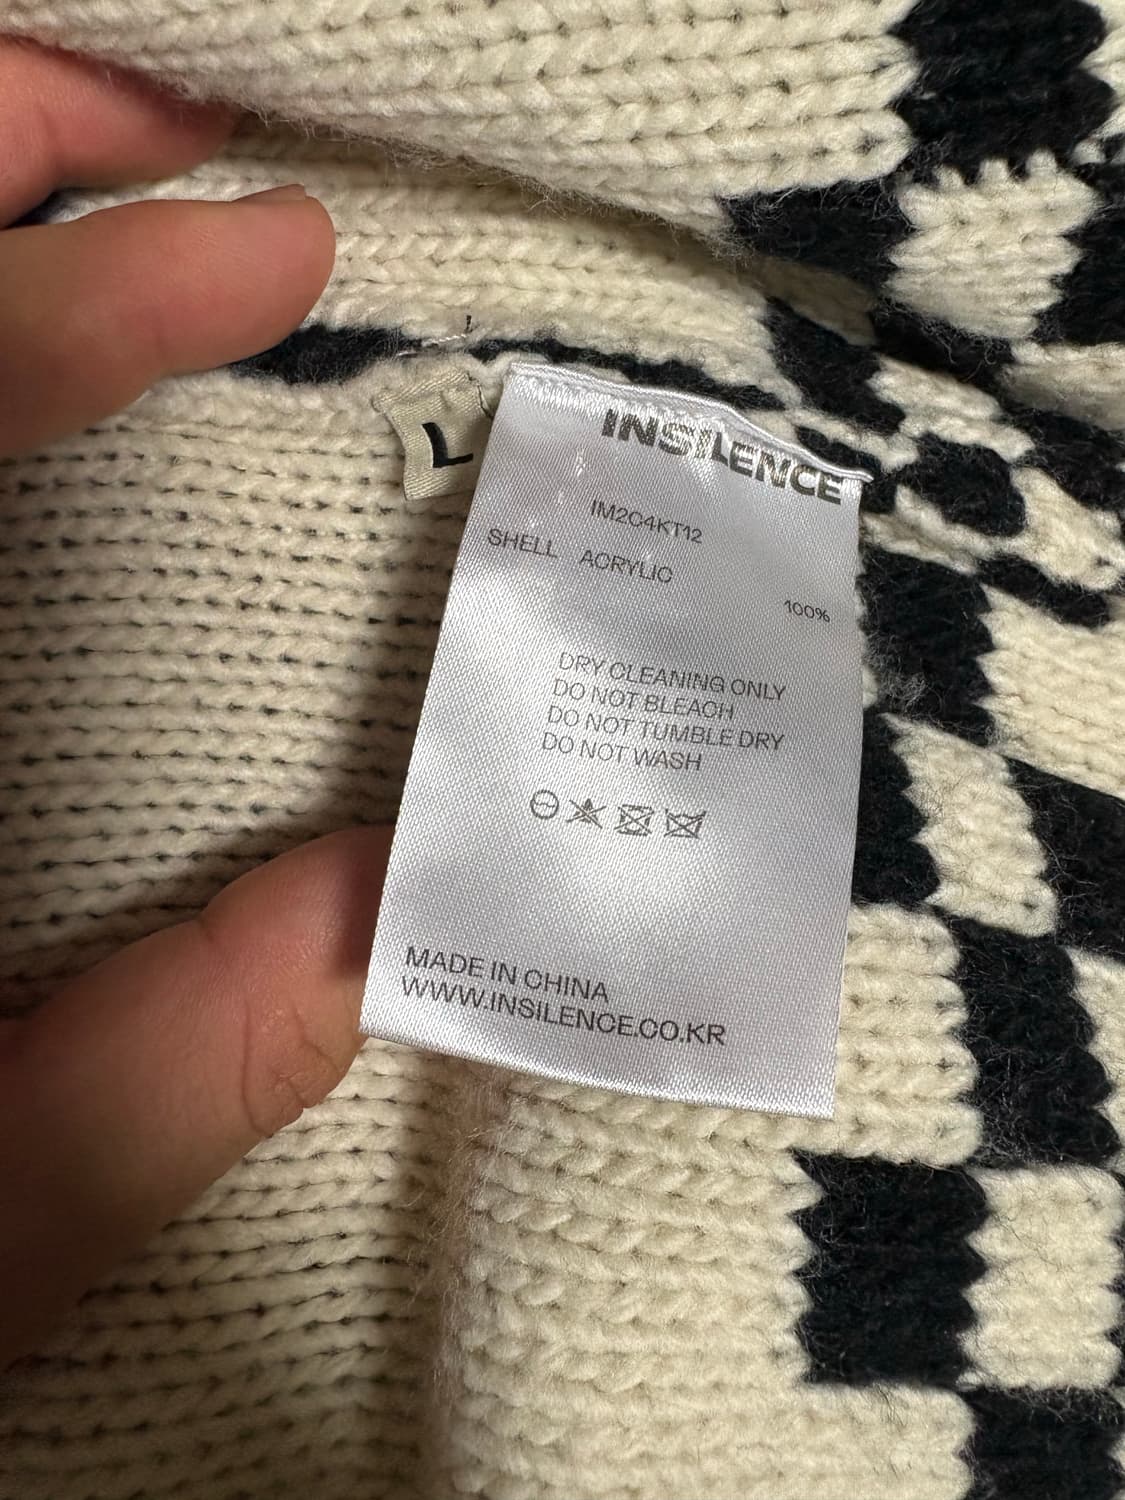 L
INSILENCE
IM2C4KT12
SHELL ACRYLIC
100%
DRY CLEANING ONLY
DO NOT BLEACH
DO NOT TUMBLE DRY
DO NOT WASH
MADE IN CHINA
WWW.INSILENCE.CO.KR